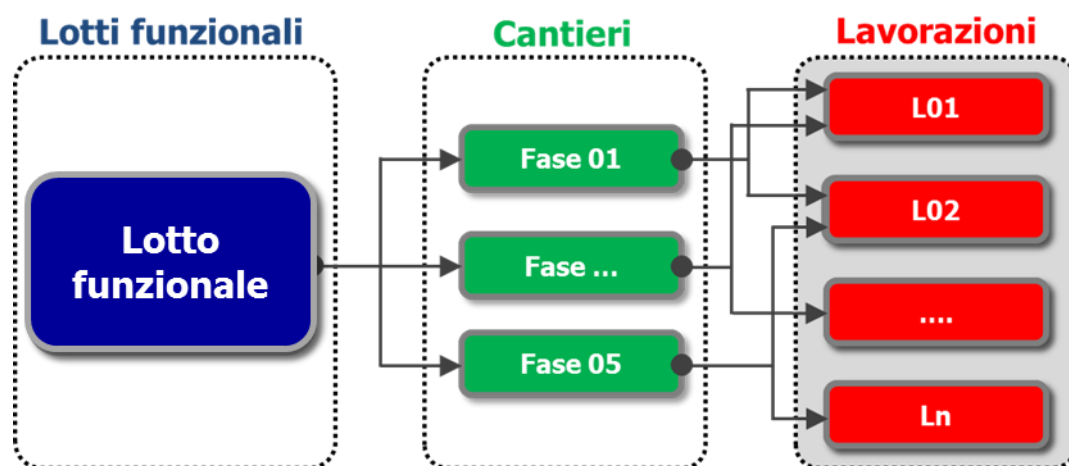 Lotti funzionali
Cantieri
Lavorazioni
Lotto
funzionale
Fase 01
Fase ...
Fase 05
L01
L02
....
Ln